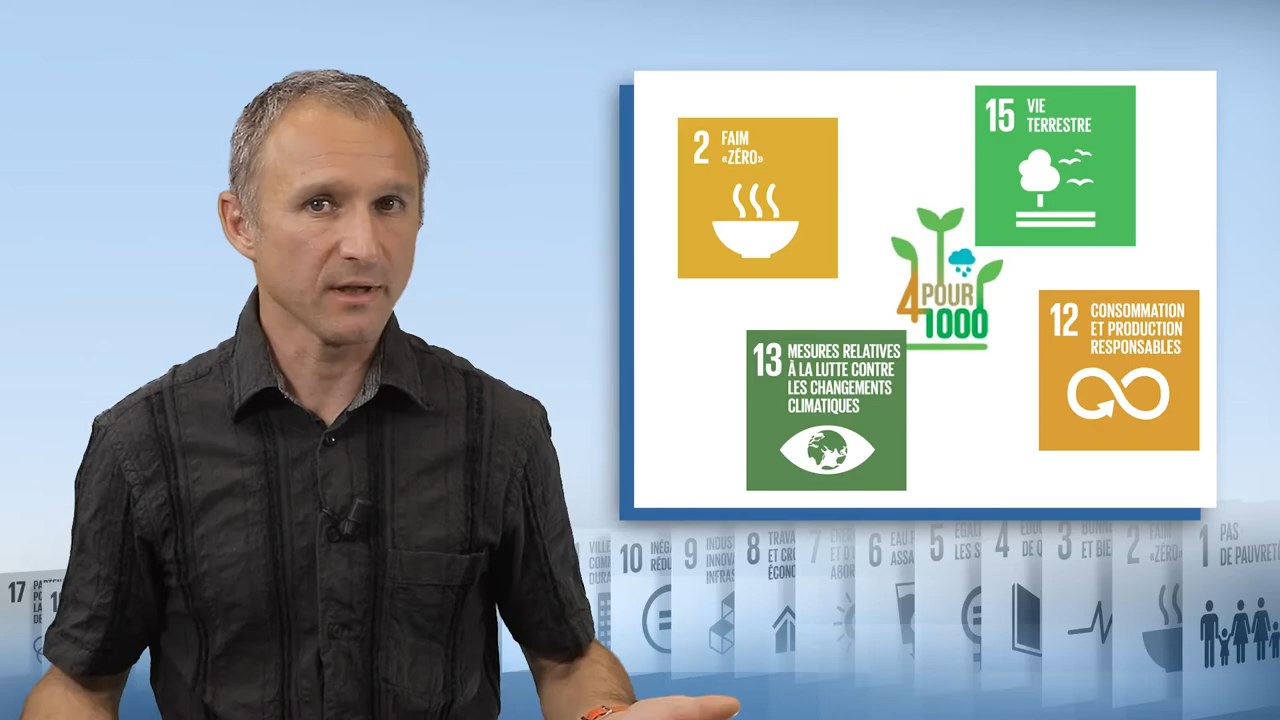 2 FAIM
«ZÉRO»
15 VIE
TERRESTRE
4 POUR
1000
13 MESURES RELATIVES
À LA LUTTE CONTRE
LES CHANGEMENTS
CLIMATIQUES
12 CONSOMMATION
ET PRODUCTION
RESPONSABLES
17
10
9
8
7
6
5
4
3
2 FAIM
«ZÉRO»
1 PAS
DE PAUVRETÉ